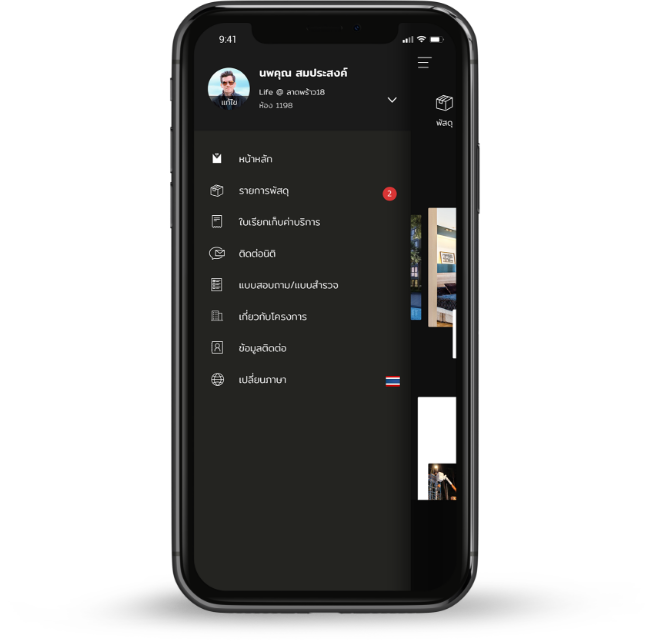 9:41
นพคุณ สมประสงค์
Life @ ลาดพร้าว18
ห้อง 1198
แก้ไข
พัสดุ
หน้าหลัก
รายการพัสดุ 2
ใบเรียกเก็บค่าบริการ
ติดต่อนิติ
แบบสอบถาม/แบบสำรวจ
เกี่ยวกับโครงการ
ข้อมูลติดต่อ
เปลี่ยนภาษา